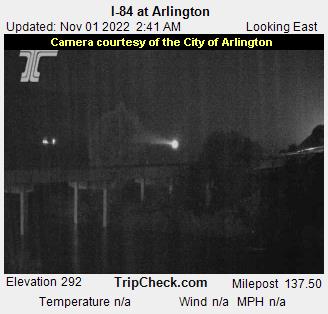 I-84 at Arlington
Updated: Nov 01 2022 2:41 AM Looking East
Camera courtesy of the City of Arlington
Elevation 292 TripCheck.com Milepost 137.50
Temperature n/a Wind n/a MPH n/a